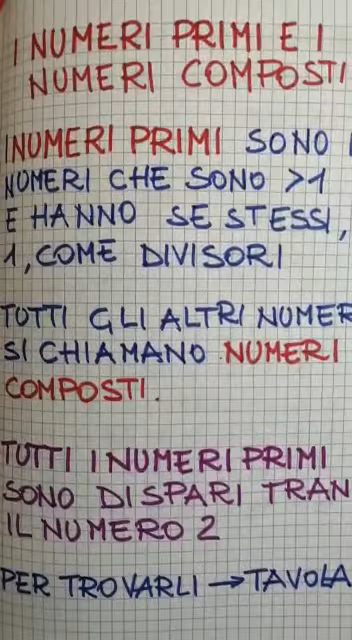 I NUMERI PRIMI E I
NUMERI COMPOSTI
I NUMERI PRIMI SONO I
NUMERI CHE SONO >1
E HANNO SE STESSI,
1, COME DIVISORI
TUTTI GLI ALTRI NUMER
SI CHIAMANO NUMERI
COMPOSTI.
TUTTI I NUMERI PRIMI
SONO DISPARI TRAN
IL NUMERO 2
PER TROVARLI → TAVOLA